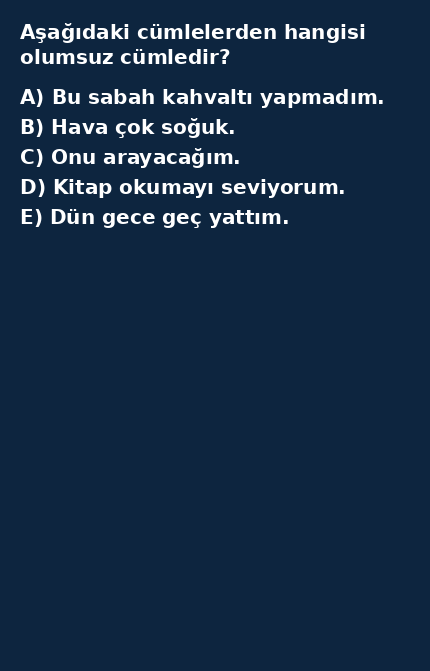 Aşağıdaki cümlelerden hangisi
olumsuz cümledir?
A) Bu sabah kahvaltı yapmadım.
B) Hava çok soğuk.
C) Onu arayacağım.
D) Kitap okumayı seviyorum.
E) Dün gece geç yattım.